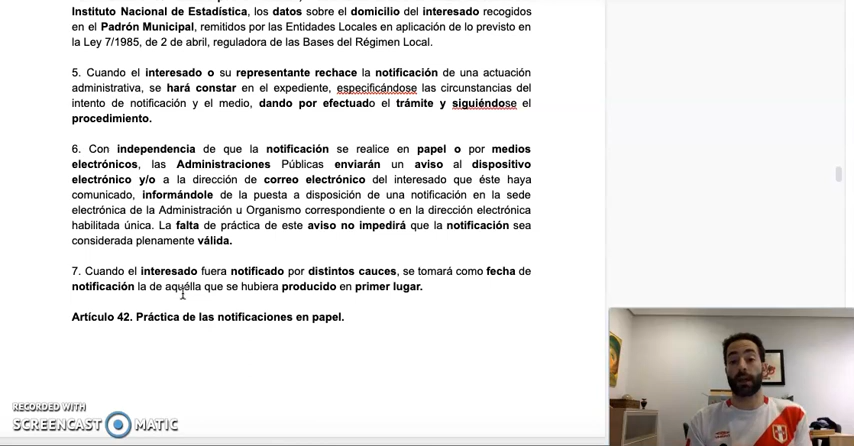 Instituto Nacional de Estadística, los datos sobre el domicilio del interesado recogidos
en el Padrón Municipal, remitidos por las Entidades Locales en aplicación de lo previsto en
la Ley 7/1985, de 2 de abril, reguladora de las Bases del Régimen Local.
5. Cuando el interesado o su representante rechace la notificación de una actuación
administrativa, se hará constar en el expediente, especificándose las circunstancias del
intento de notificación y el medio, dando por efectuado el trámite y siguiéndose el
procedimiento.
6. Con independencia de que la notificación se realice en papel o por medios
electrónicos, las Administraciones Públicas enviarán un aviso al dispositivo
electrónico y/o a la dirección de correo electrónico del interesado que éste haya
comunicado, informándole de la puesta a disposición de una notificación en la sede
electrónica de la Administración u Organismo correspondiente o en la dirección electrónica
habilitada única. La falta de práctica de este aviso no impedirá que la notificación sea
considerada plenamente válida.
7. Cuando el interesado fuera notificado por distintos cauces, se tomará como fecha de
notificación la de aquélla que se hubiera producido en primer lugar.
Artículo 42. Práctica de las notificaciones en papel.
RECORDED WITH
SCREENCAST MATIC